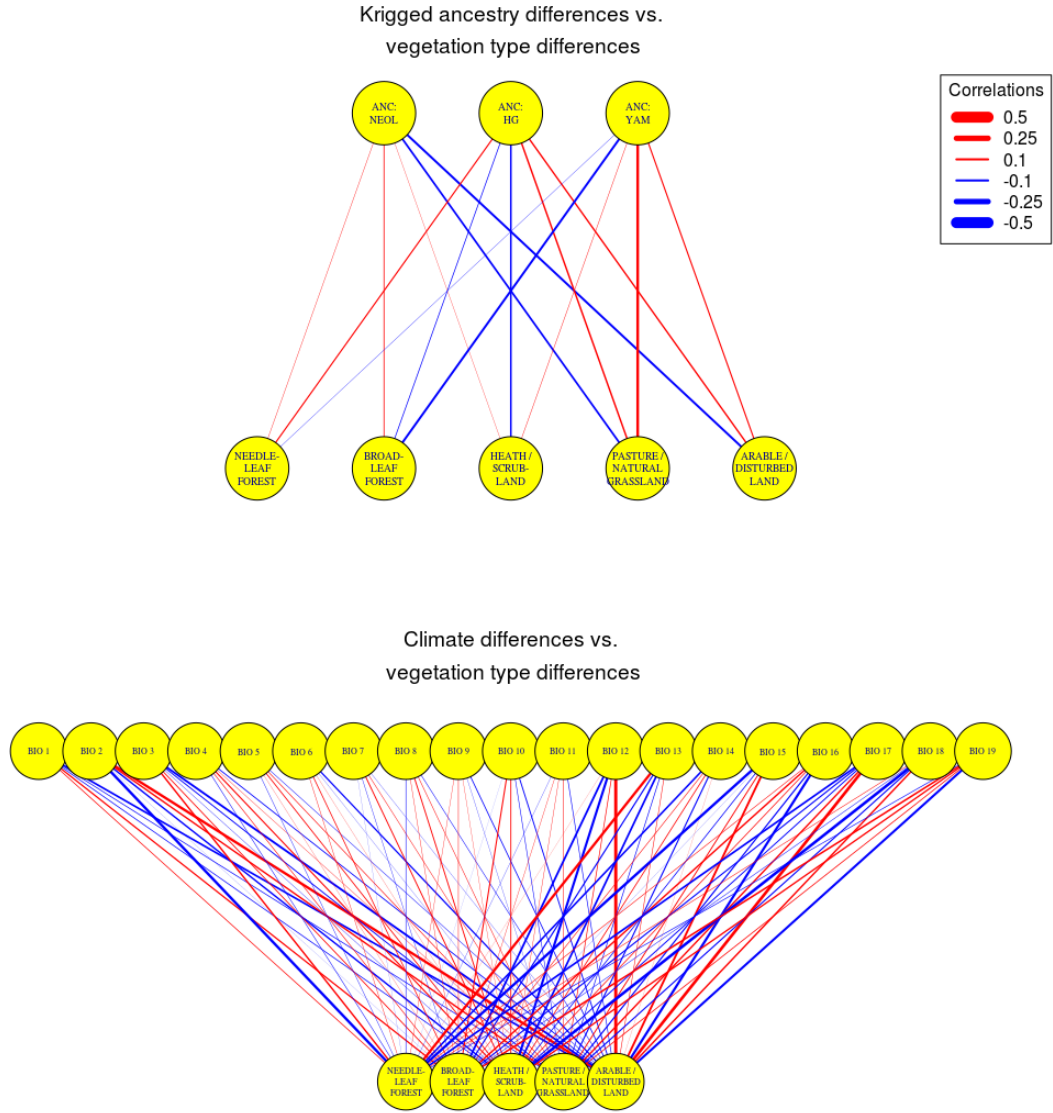 Krigged ancestry differences vs.
vegetation type differences
Correlations
0.5
0.25
0.1
-0.1
-0.25
-0.5
ANC:
NEOL
ANC:
HG
ANC:
YAM
NEEDLE-
LEAF
FOREST
BROAD-
LEAF
FOREST
HEATH /
SCRUB-
LAND
PASTURE /
NATURAL
GRASSLAND
ARABLE /
DISTURBED
LAND
Climate differences vs.
vegetation type differences
BIO 1
BIO 2
BIO 3
BIO 4
BIO 5
BIO 6
BIO 7
BIO 8
BIO 9
BIO 10
BIO 11
BIO 12
BIO 13
BIO 14
BIO 15
BIO 16
BIO 17
BIO 18
BIO 19
NEEDLE-
LEAF
FOREST
BROAD-
LEAF
FOREST
HEATH /
SCRUB-
LAND
PASTURE /
NATURAL
GRASSLAND
ARABLE /
DISTURBED
LAND